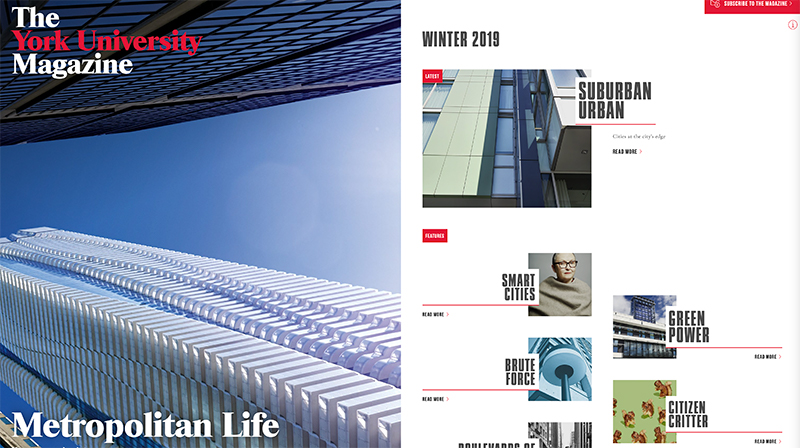 The
York University
Magazine
Metropolitan Life
SUBSCRIBE TO THE MAGAZINE
WINTER 2019
LATEST
SUBURBAN
URBAN
Cities at the city's edge
READ MORE
FEATURES
SMART
CITIES
READ MORE
GREEN
POWER
READ MORE
BRUTE
FORCE
READ MORE
CITIZEN
CRITTER
READ MORE
BOULEVARDS OF